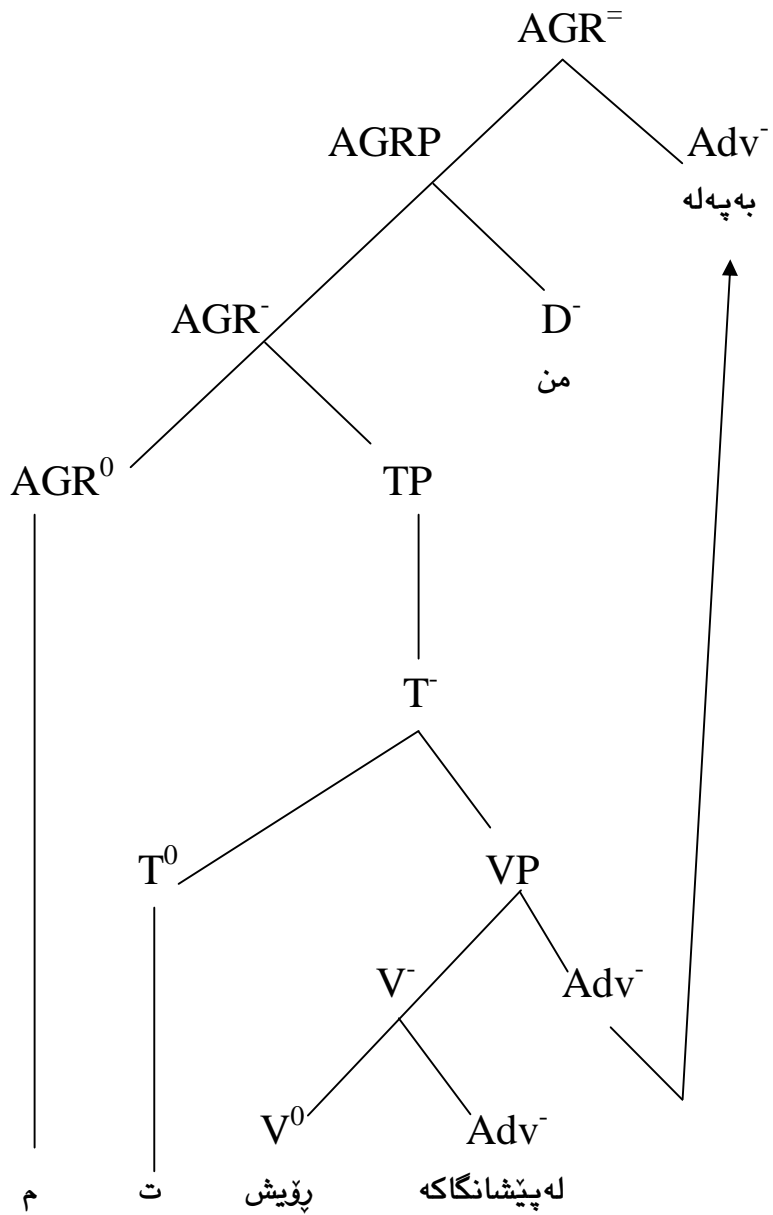 AGR⁼
AGRP Adv⁻
بەپەلە
AGR⁻ D⁻
من
AGR⁰ TP
T⁻
T⁰ VP
V⁻ Adv⁻
V⁰ Adv⁻
لەپێشانگاکە ڕۆیش ت م